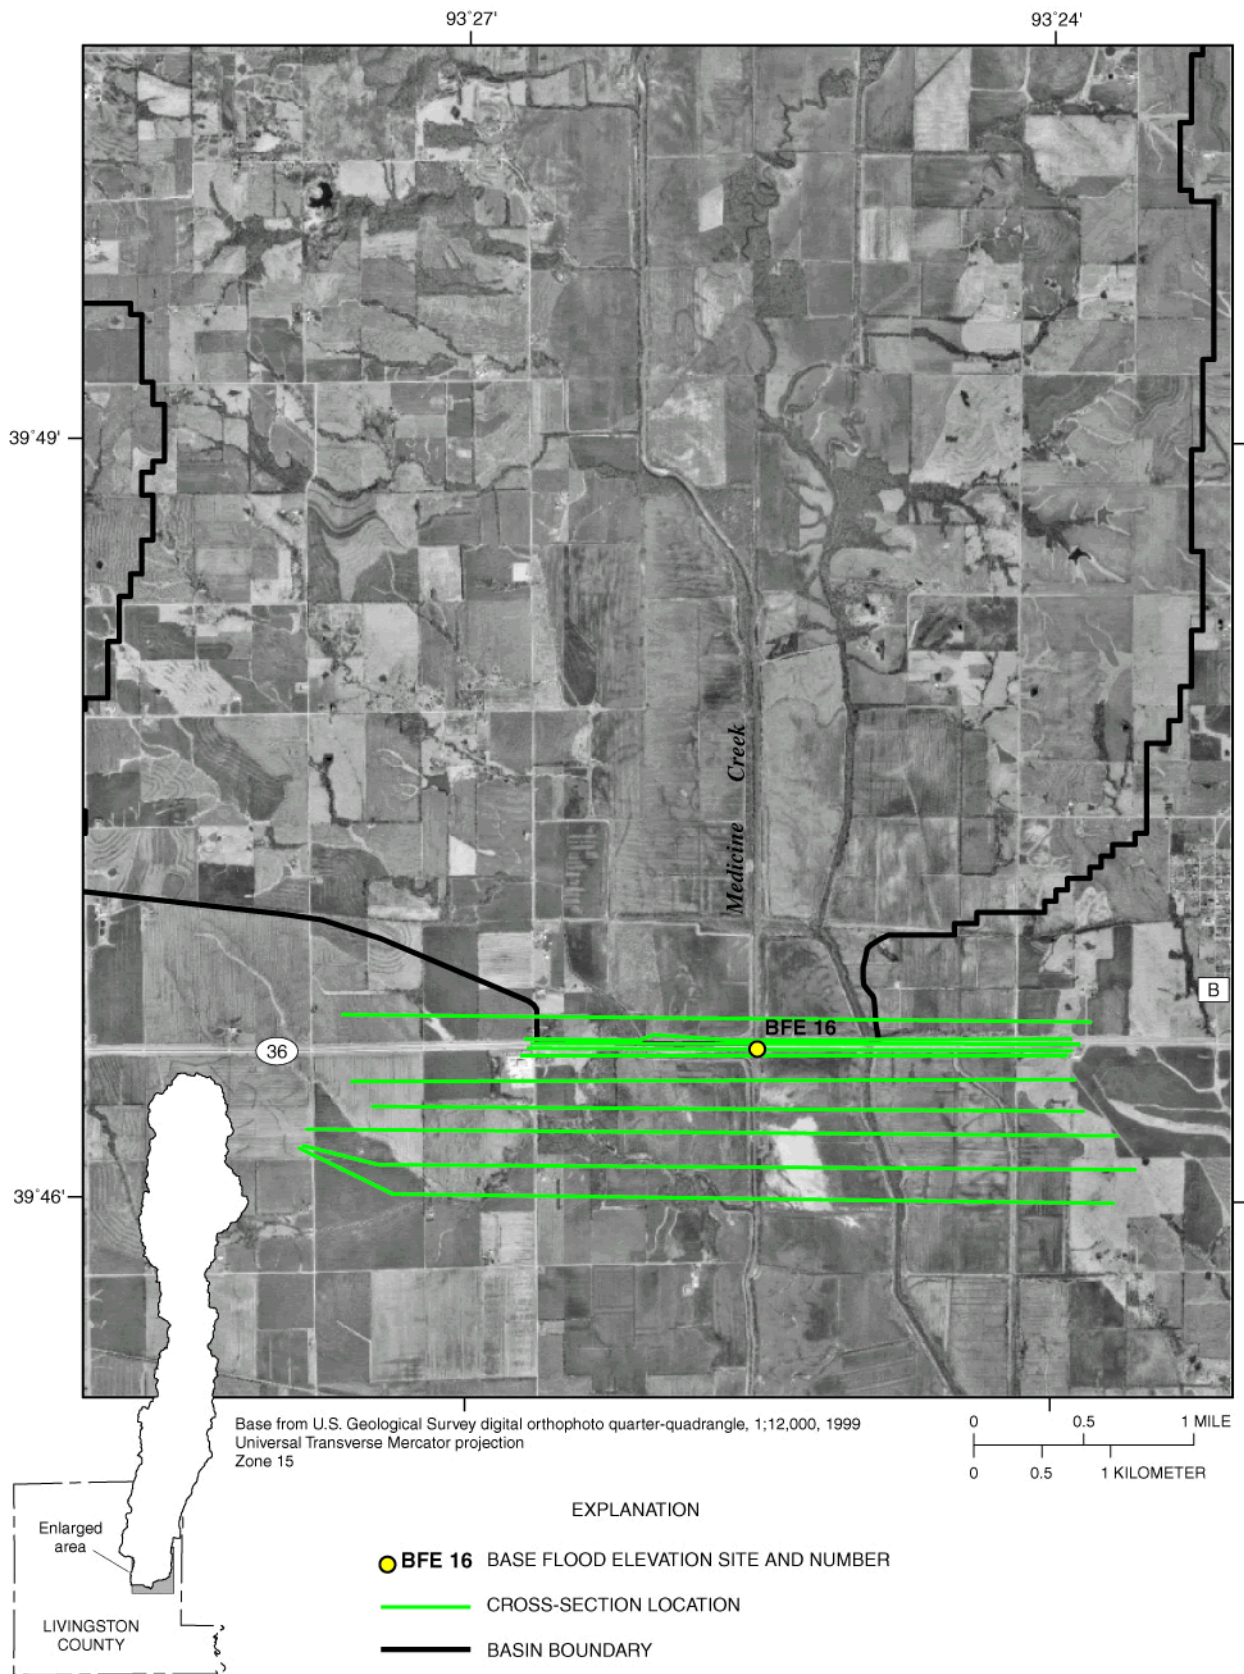 93°27'
93°24'
39°49'
Medicine Creek
B
BFE 16
36
39°46'
Base from U.S. Geological Survey digital orthophoto quarter-quadrangle, 1;12,000, 1999
Universal Transverse Mercator projection
Zone 15
0 0.5 1 MILE
0 0.5 1 KILOMETER
EXPLANATION
BFE 16 BASE FLOOD ELEVATION SITE AND NUMBER
CROSS-SECTION LOCATION
BASIN BOUNDARY
Enlarged
area
LIVINGSTON
COUNTY